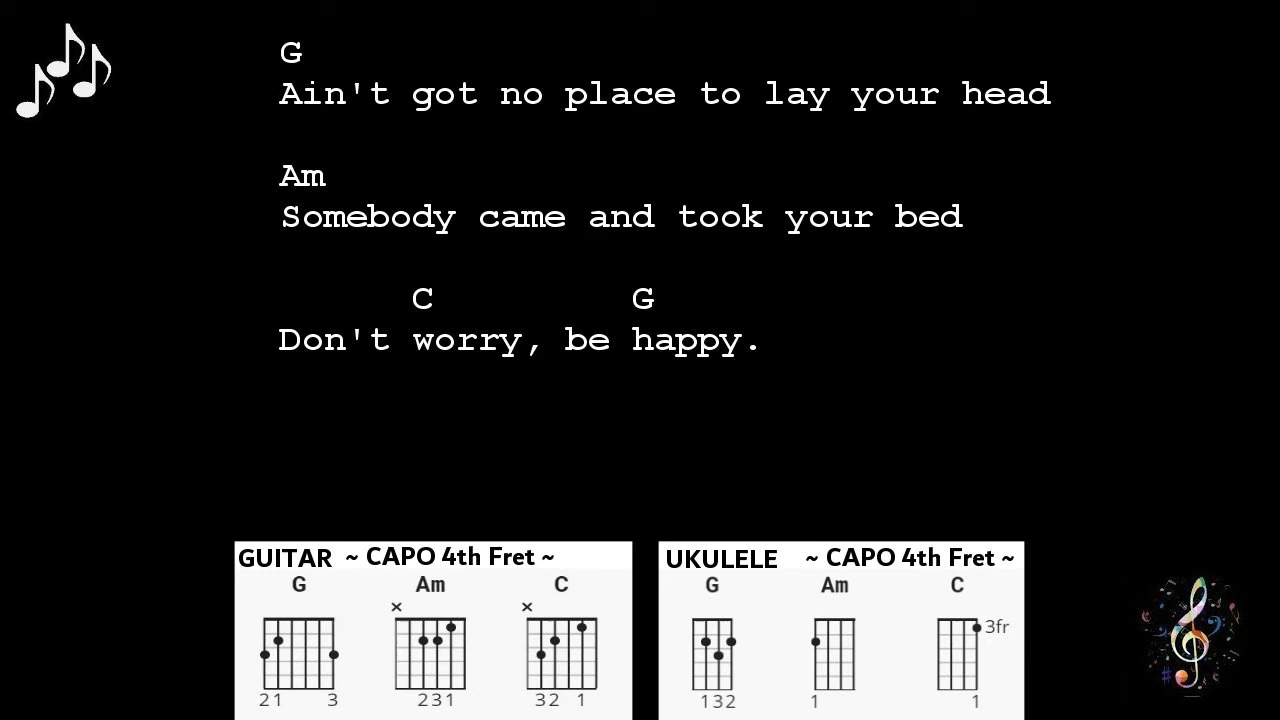 G
Ain't got no place to lay your head
Am
Somebody came and took your bed
C G
Don't worry, be happy.
GUITAR ~ CAPO 4th Fret ~
G Am C
× ×
21 3 231 32 1
UKULELE ~ CAPO 4th Fret ~
G Am C
3fr
132 1 1